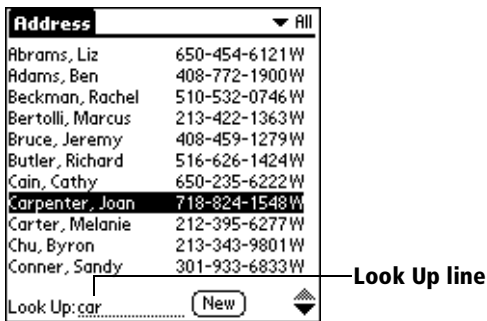 Address All
Abrams, Liz 650-454-6121W
Adams, Ben 408-772-1900W
Beckman, Rachel 510-532-0746W
Bertolli, Marcus 213-422-1363W
Bruce, Jeremy 408-459-1279W
Butler, Richard 516-626-1424W
Cain, Cathy 650-235-6222W
Carpenter, Joan 718-824-1548W
Carter, Melanie 212-395-6277W
Chu, Byron 213-343-9801W
Conner, Sandy 301-933-6833W
Look Up line
Look Up: car New